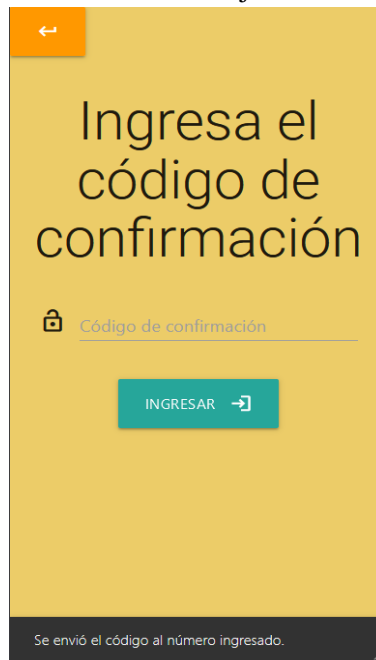 Ingresa el
código de
confirmación
Código de confirmación
INGRESAR
Se envió el código al número ingresado.